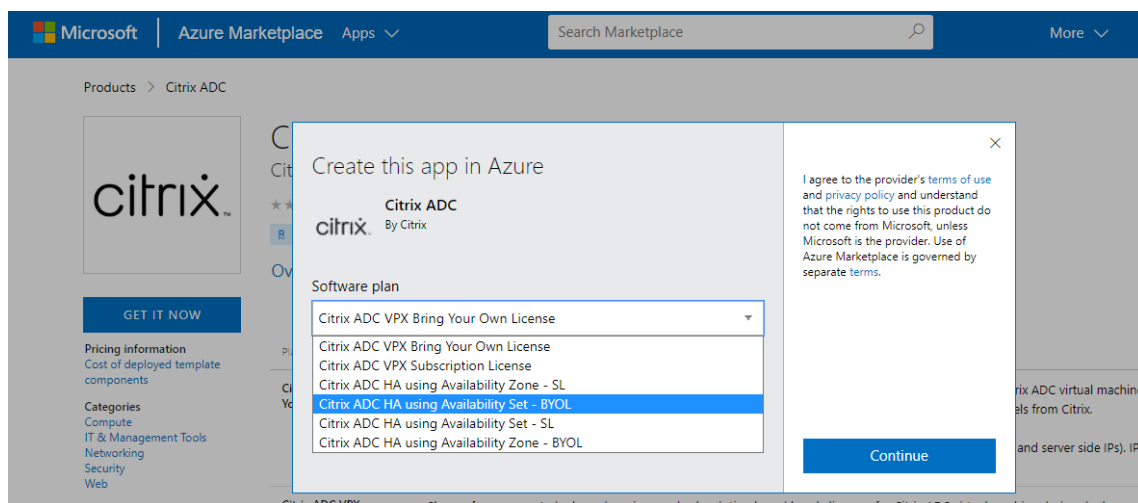 Microsoft
Azure Marketplace
Apps
Search Marketplace
More
Products > Citrix ADC
citrix™
C
Cit
Ov
GET IT NOW
Pricing information
Cost of deployed template
components
Categories
Compute
IT & Management Tools
Networking
Security
Web
Create this app in Azure
citrix.
Citrix ADC
By Citrix
Software plan
Citrix ADC VPX Bring Your Own License
Citrix ADC VPX Bring Your Own License
Citrix ADC VPX Subscription License
Citrix ADC HA using Availability Zone - SL
Citrix ADC HA using Availability Set - BYOL
Citrix ADC HA using Availability Set - SL
Citrix ADC HA using Availability Zone - BYOL
I agree to the provider's terms of use
and privacy policy and understand
that the rights to use this product do
not come from Microsoft, unless
Microsoft is the provider. Use of
Azure Marketplace is governed by
separate terms.
Continue
rix ADC virtual machin
els from Citrix.
and server side IPs). IP